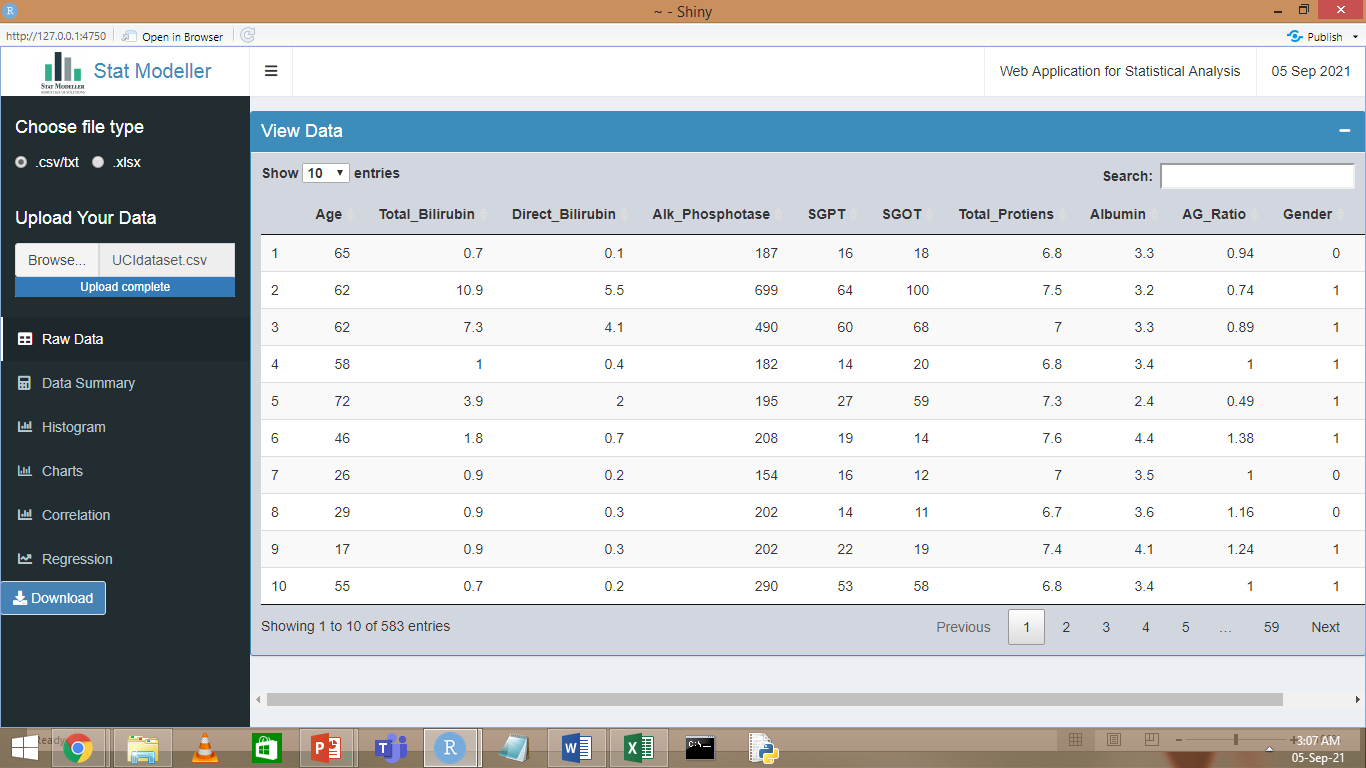 ~ - Shiny
http://127.0.0.1:4750 Open in Browser Publish
STAT MODELLER
Stat Modeller Web Application for Statistical Analysis 05 Sep 2021
Choose file type
.csv/txt .xlsx
Upload Your Data
Browse... UCIdataset.csv
Upload complete
Raw Data
Data Summary
Histogram
Charts
Correlation
Regression
Download
View Data
Show 10 entries Search:
Age Total_Bilirubin Direct_Bilirubin Alk_Phosphotase SGPT SGOT Total_Protiens Albumin AG_Ratio Gender
1 65 0.7 0.1 187 16 18 6.8 3.3 0.94 0
2 62 10.9 5.5 699 64 100 7.5 3.2 0.74 1
3 62 7.3 4.1 490 60 68 7 3.3 0.89 1
4 58 1 0.4 182 14 20 6.8 3.4 1 1
5 72 3.9 2 195 27 59 7.3 2.4 0.49 1
6 46 1.8 0.7 208 19 14 7.6 4.4 1.38 1
7 26 0.9 0.2 154 16 12 7 3.5 1 0
8 29 0.9 0.3 202 14 11 6.7 3.6 1.16 0
9 17 0.9 0.3 202 22 19 7.4 4.1 1.24 1
10 55 0.7 0.2 290 53 58 6.8 3.4 1 1
Showing 1 to 10 of 583 entries Previous 1 2 3 4 5 … 59 Next
3:07 AM
05-Sep-21